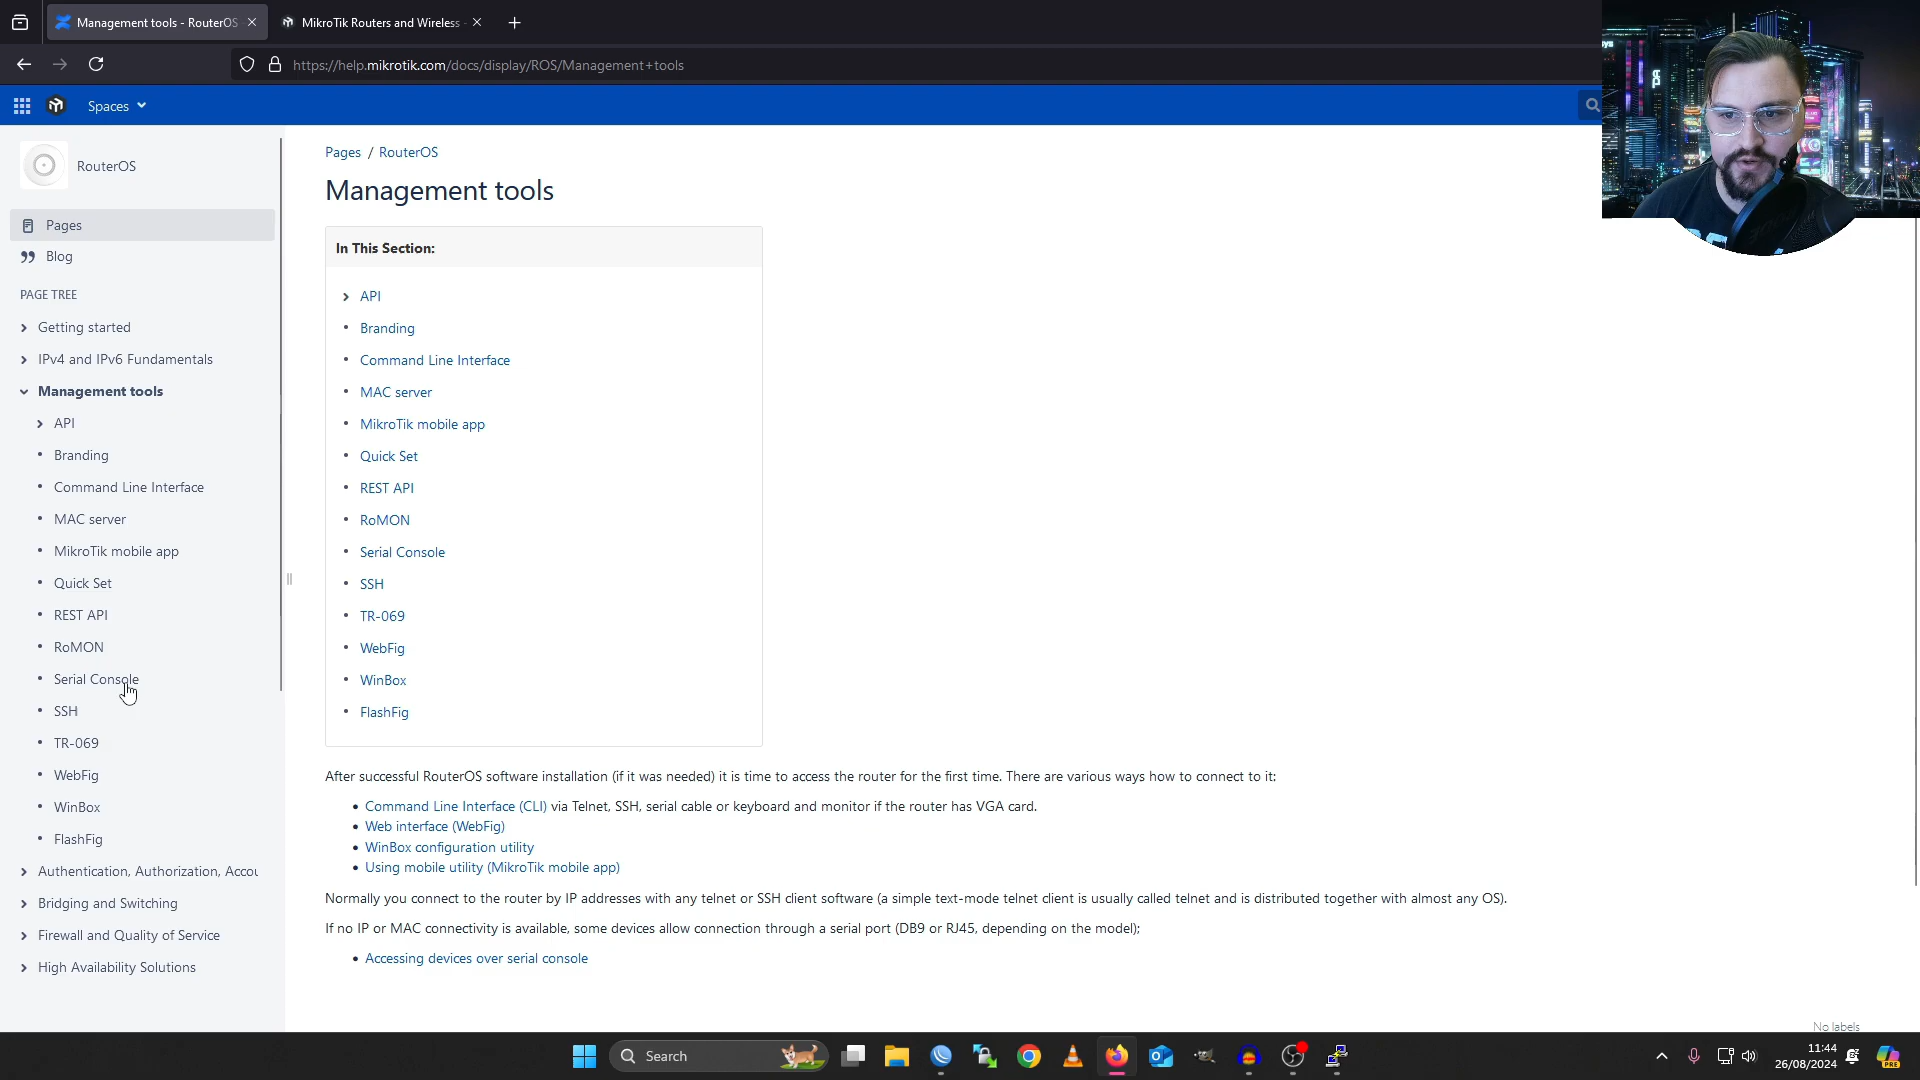 Management tools - RouterOS
MikroTik Routers and Wireless -
https://help.mikrotik.com/docs/display/ROS/Management+tools
Spaces
RouterOS
Pages
Blog
PAGE TREE
Getting started
IPv4 and IPv6 Fundamentals
Management tools
API
Branding
Command Line Interface
MAC server
MikroTik mobile app
Quick Set
REST API
RoMON
Serial Console
SSH
TR-069
WebFig
WinBox
FlashFig
Authentication, Authorization, Accou
Bridging and Switching
Firewall and Quality of Service
High Availability Solutions
Pages / RouterOS
Management tools
In This Section:
API
Branding
Command Line Interface
MAC server
MikroTik mobile app
Quick Set
REST API
RoMON
Serial Console
SSH
TR-069
WebFig
WinBox
FlashFig
After successful RouterOS software installation (if it was needed) it is time to access the router for the first time. There are various ways how to connect to it:
Command Line Interface (CLI) via Telnet, SSH, serial cable or keyboard and monitor if the router has VGA card.
Web interface (WebFig)
WinBox configuration utility
Using mobile utility (MikroTik mobile app)
Normally you connect to the router by IP addresses with any telnet or SSH client software (a simple text-mode telnet client is usually called telnet and is distributed together with almost any OS).
If no IP or MAC connectivity is available, some devices allow connection through a serial port (DB9 or RJ45, depending on the model);
Accessing devices over serial console
No labels
Search
11:44
26/08/2024
PRE